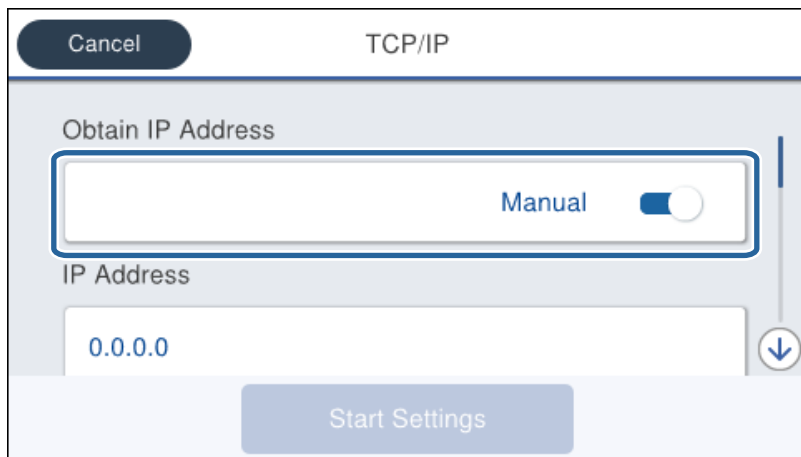 Cancel
TCP/IP
Obtain IP Address
Manual
IP Address
0.0.0.0
Start Settings